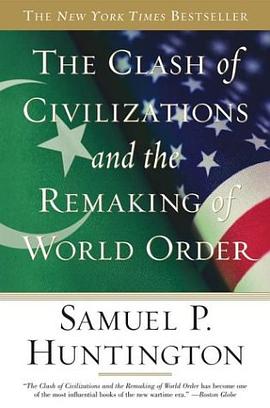 THE NEW YORK TIMES BESTSELLER
THE CLASH of
CIVILIZATIONS
and the
REMAKING of
WORLD ORDER
SAMUEL P.
HUNTINGTON
"The Clash of Civilizations and the Remaking of World Order has become one
of the most influential books of the new wartime era." —Boston Globe